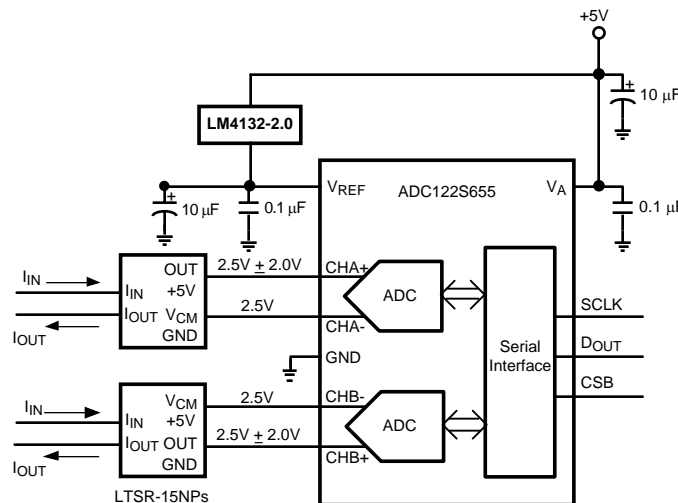 +5V
+
10 µF
LM4132-2.0
+
10 µF
0.1 µF
V_REF
ADC122S655
V_A
0.1 µF
I_IN
I_IN
I_OUT
I_OUT
OUT
+5V
V_CM
GND
2.5V ± 2.0V
2.5V
CHA+
CHA-
ADC
GND
Serial
Interface
SCLK
D_OUT
CSB
I_IN
I_IN
I_OUT
I_OUT
V_CM
+5V
OUT
GND
2.5V
2.5V ± 2.0V
CHB-
CHB+
ADC
LTSR-15NPs